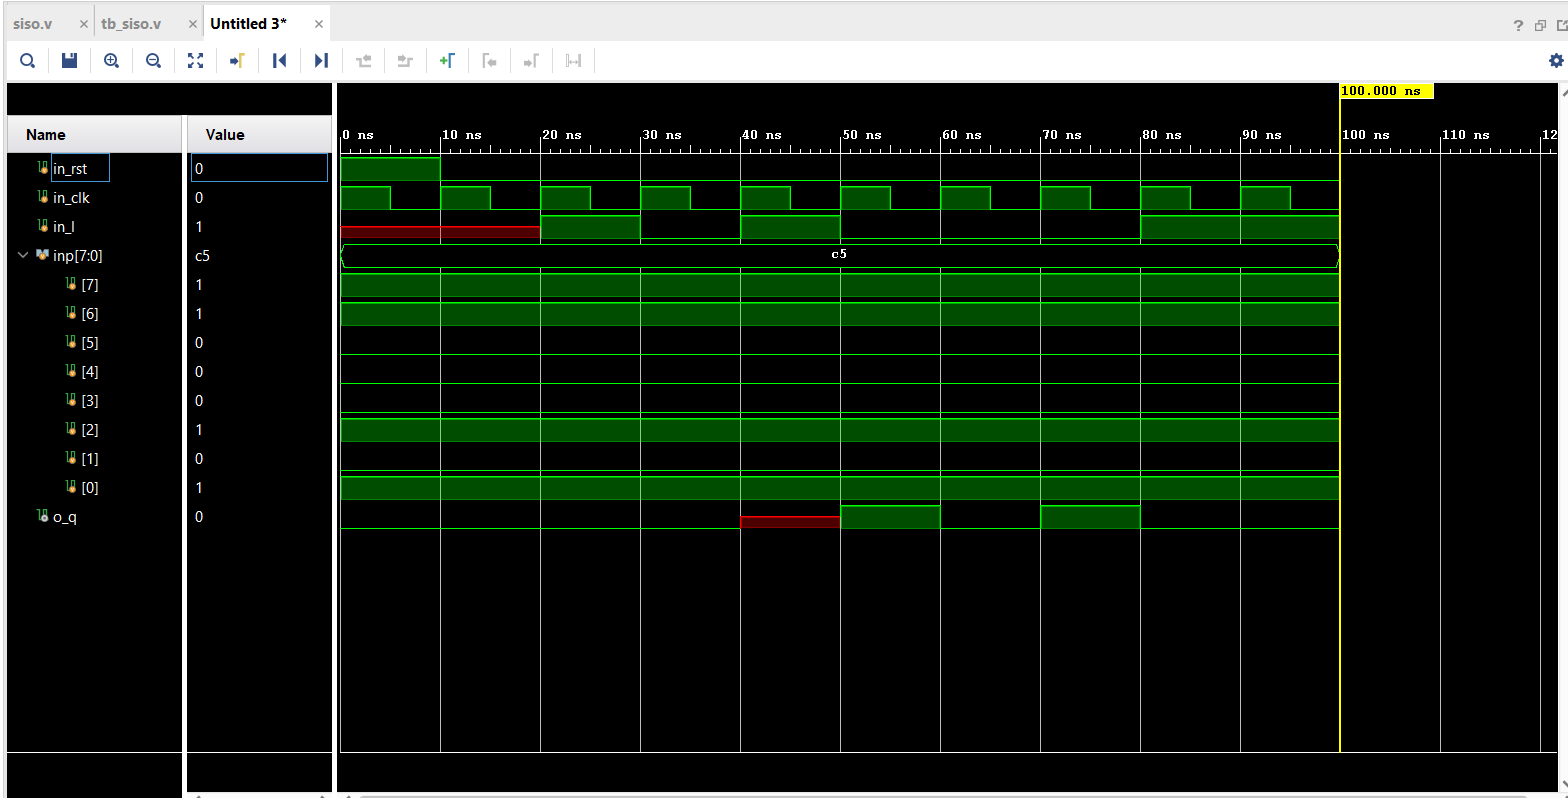 siso.v × tb_siso.v × Untitled 3* ×
?
100.000 ns
Name Value
0 ns 10 ns 20 ns 30 ns 40 ns 50 ns 60 ns 70 ns 80 ns 90 ns 100 ns 110 ns 12
in_rst 0
in_clk 0
in_I 1
inp[7:0] c5 c5
[7] 1
[6] 1
[5] 0
[4] 0
[3] 0
[2] 1
[1] 0
[0] 1
o_q 0